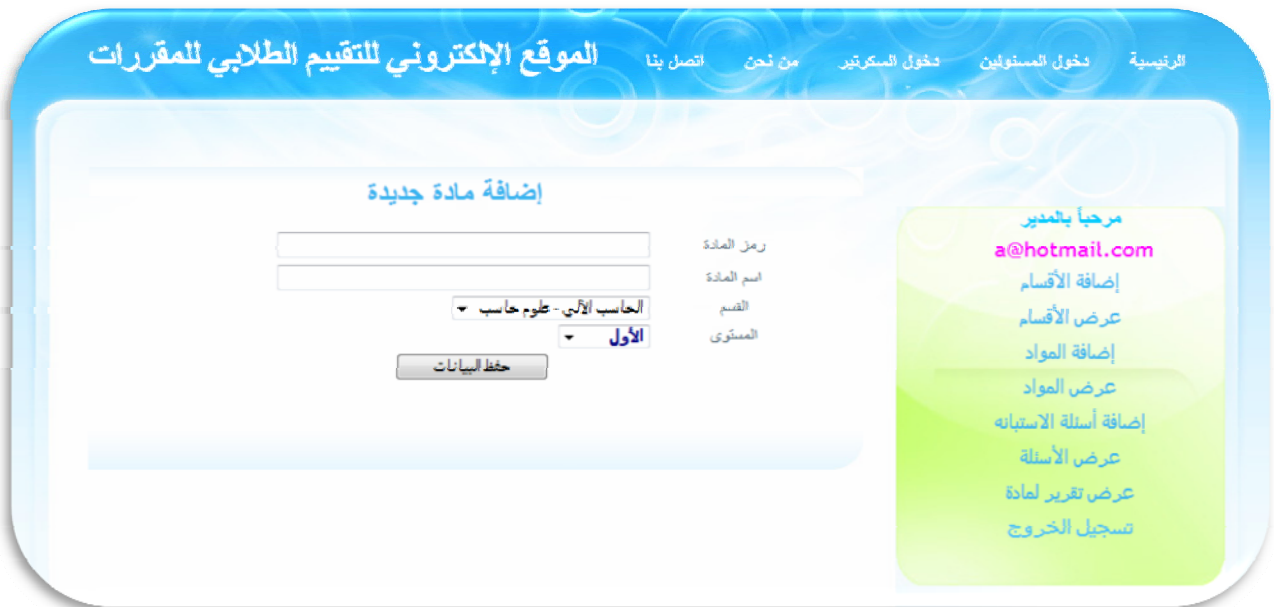 الرئيسية دخول المسئولين دخول السكرتير من نحن اتصل بنا الموقع الإلكتروني للتقييم الطلابي للمقررات
إضافة مادة جديدة
رمز المادة
اسم المادة
القسم الحاسب الآلي - علوم حاسب
المستوى الأول
حفظ البيانات
مرحباً بالمدير
a@hotmail.com
إضافة الأقسام
عرض الأقسام
إضافة المواد
عرض المواد
إضافة أسئلة الاستبانه
عرض الأسئلة
عرض تقرير لمادة
تسجيل الخروج